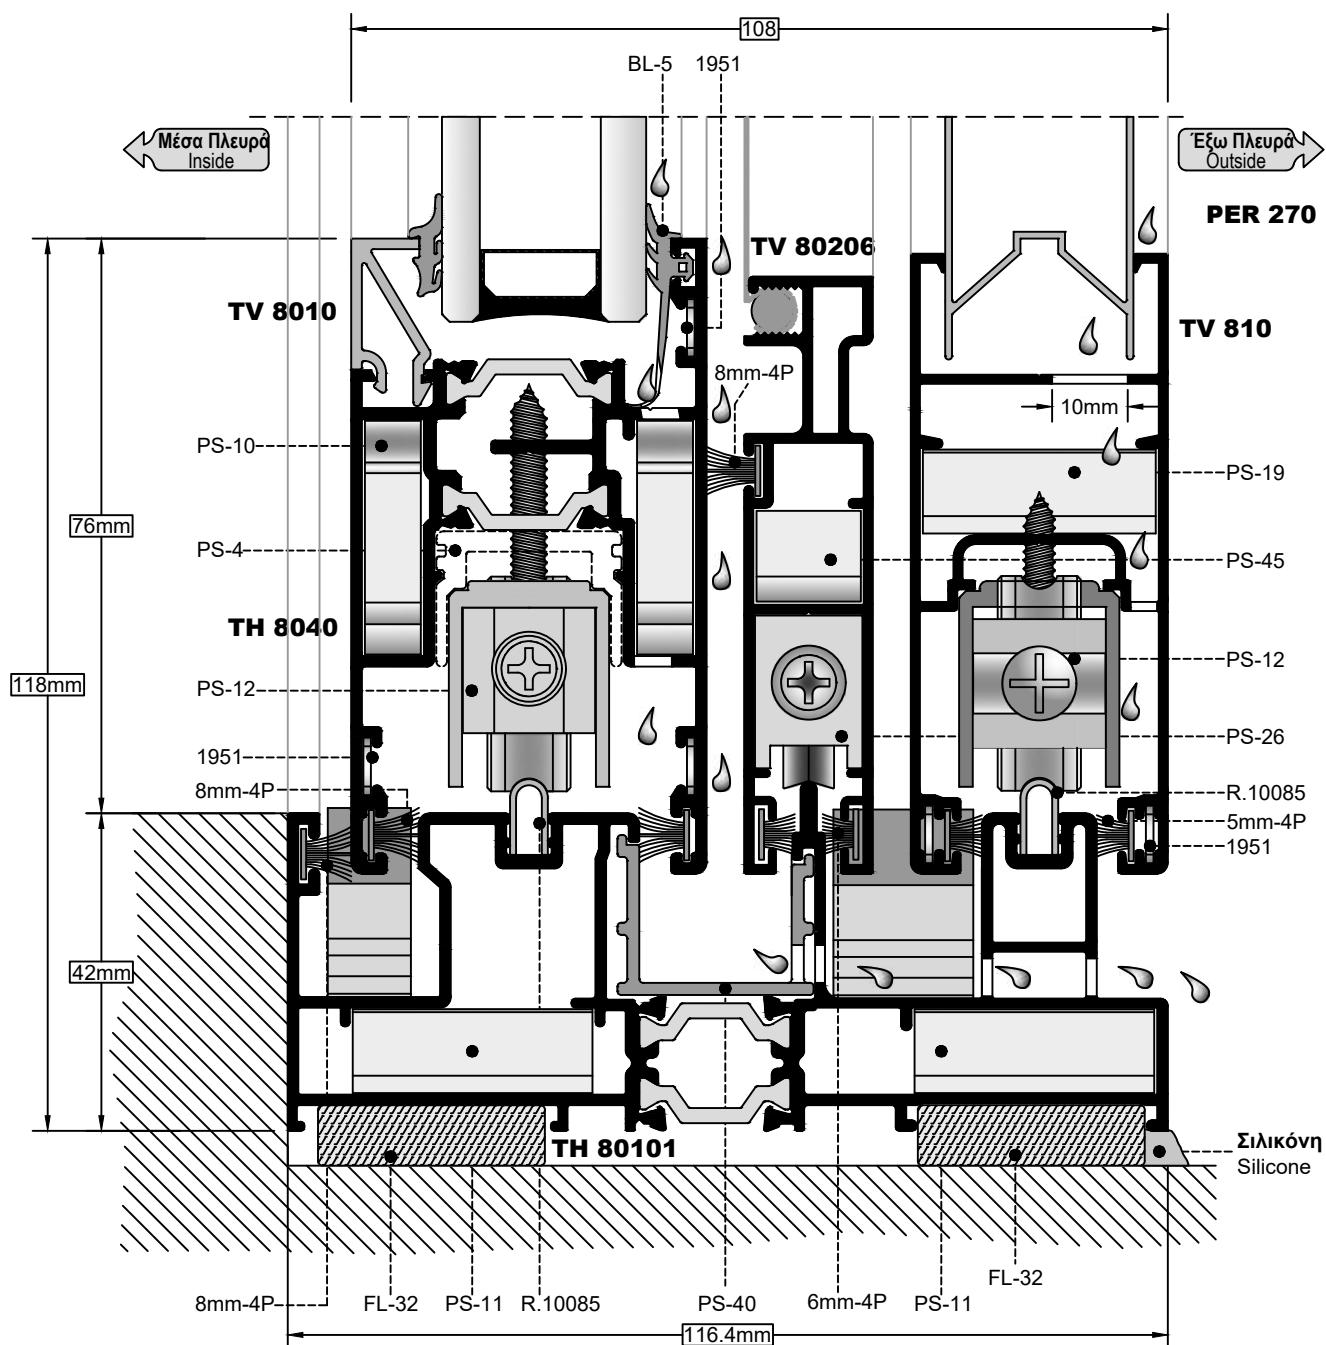 108
BL-5
1951
Μέσα Πλευρά
Inside
Έξω Πλευρά
Outside
PER 270
TV 80206
TV 8010
TV 810
8mm-4P
10mm
PS-10
PS-19
76mm
PS-4
PS-45
TH 8040
118mm
PS-12
PS-12
PS-26
1951
8mm-4P
R.10085
5mm-4P
1951
42mm
TH 80101
Σιλικόνη
Silicone
FL-32
8mm-4P
FL-32
PS-11
R.10085
PS-40
6mm-4P
PS-11
116.4mm